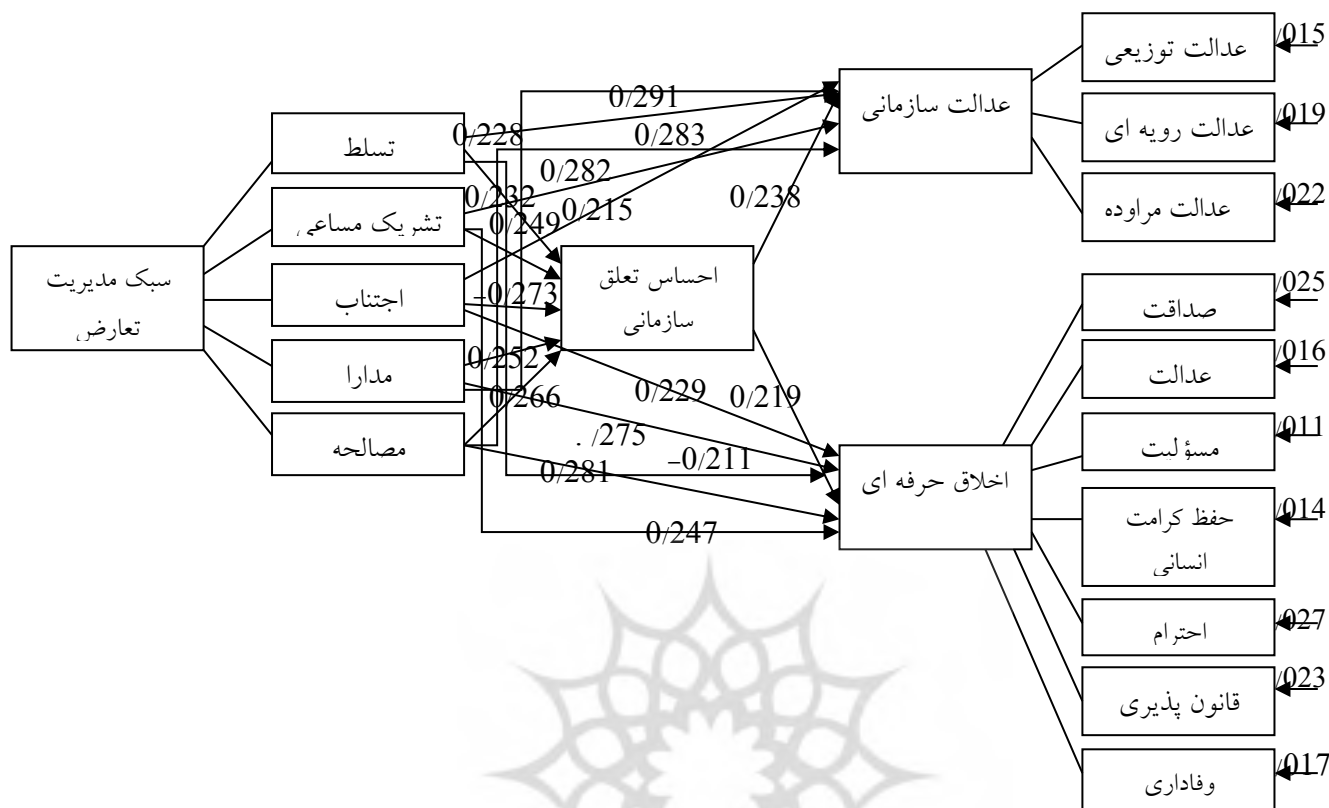 سبک مدیریت
تعارض
تسلط
تشریک مساعی
اجتناب
مدارا
مصالحه
احساس تعلق
سازمانی
عدالت سازمانی
اخلاق حرفه ای
عدالت توزیعی
عدالت رویه ای
عدالت مراوده
صداقت
عدالت
مسؤلیت
حفظ کرامت
انسانی
احترام
قانون پذیری
وفاداری
0/291
0/228
0/283
0/282
0/232
0/249
0/215
0/238
-0/273
0/252
0/266
0/229
0/219
. /275
-0/211
0/281
0/247
/015
/019
/022
/025
/016
/011
/014
/027
/023
/017